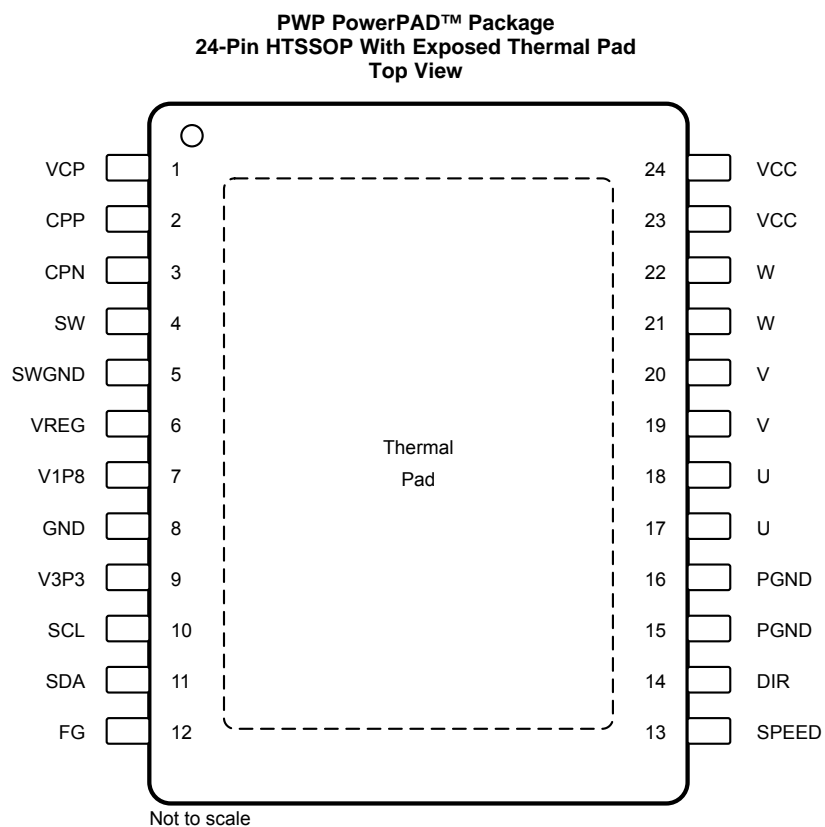 PWP PowerPAD™ Package
24-Pin HTSSOP With Exposed Thermal Pad
Top View
VCP 1 24 VCC
CPP 2 23 VCC
CPN 3 22 W
SW 4 21 W
SWGND 5 20 V
VREG 6 19 V
Thermal
Pad
V1P8 7 18 U
GND 8 17 U
V3P3 9 16 PGND
SCL 10 15 PGND
SDA 11 14 DIR
FG 12 13 SPEED
Not to scale